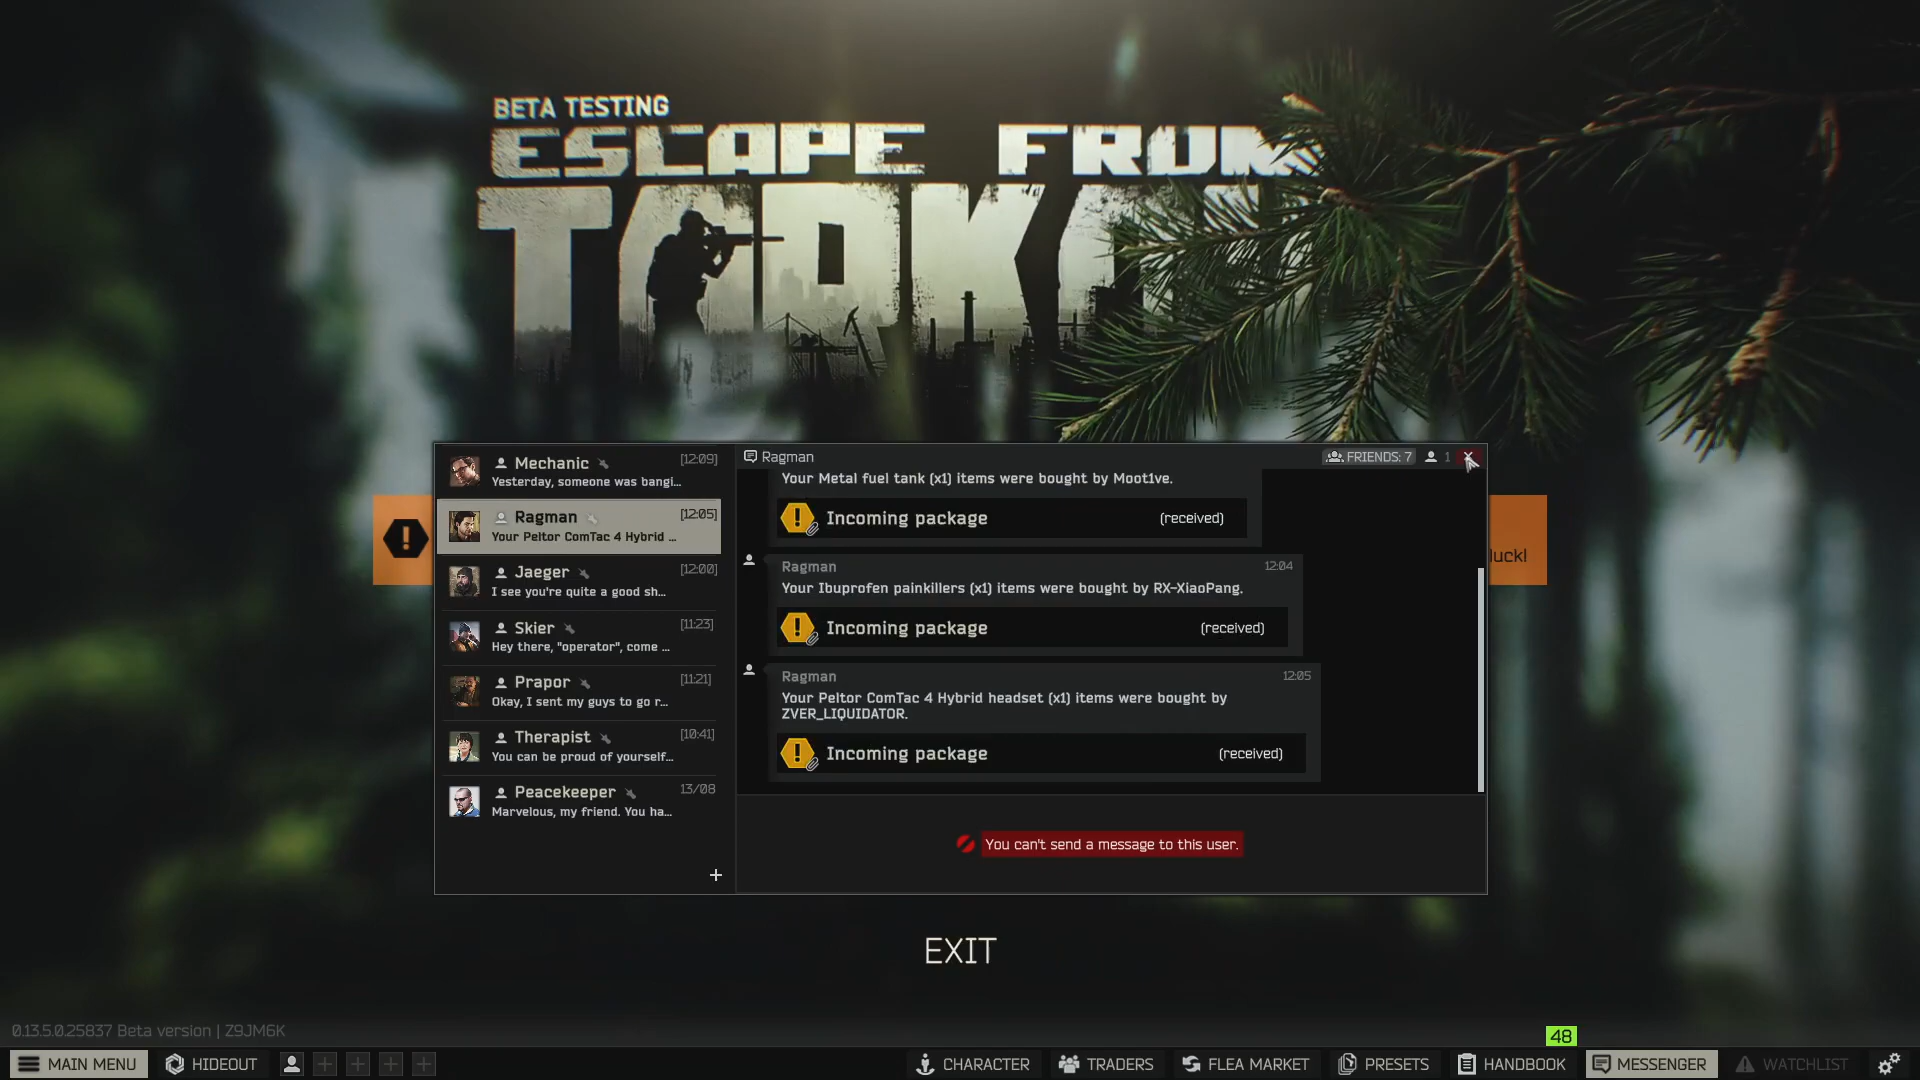 BETA TESTING
ESCAPE FROM
Mechanic
[12:09]
Yesterday, someone was bangi...
Ragman
[12:05]
Your Peltor ComTac 4 Hybrid ...
Jaeger
[12:00]
I see you're quite a good sh...
Skier
[11:23]
Hey there, "operator", come ...
Prapor
[11:21]
Okay, I sent my guys to go r...
Therapist
[10:41]
You can be proud of yourself...
Peacekeeper
13/08
Marvelous, my friend. You ha...
+
Ragman
FRIENDS: 7
1
Your Metal fuel tank (x1) items were bought by Moot1ve.
Incoming package
(received)
Ragman
12:04
Your Ibuprofen painkillers (x1) items were bought by RX-XiaoPang.
Incoming package
(received)
Ragman
12:05
Your Peltor ComTac 4 Hybrid headset (x1) items were bought by
ZVER_LIQUIDATOR.
Incoming package
(received)
You can't send a message to this user.
luck!
EXIT
0.13.5.0.25837 Beta version | Z9JM6K
48
MAIN MENU
HIDEOUT
CHARACTER
TRADERS
FLEA MARKET
PRESETS
HANDBOOK
MESSENGER
WATCHLIST